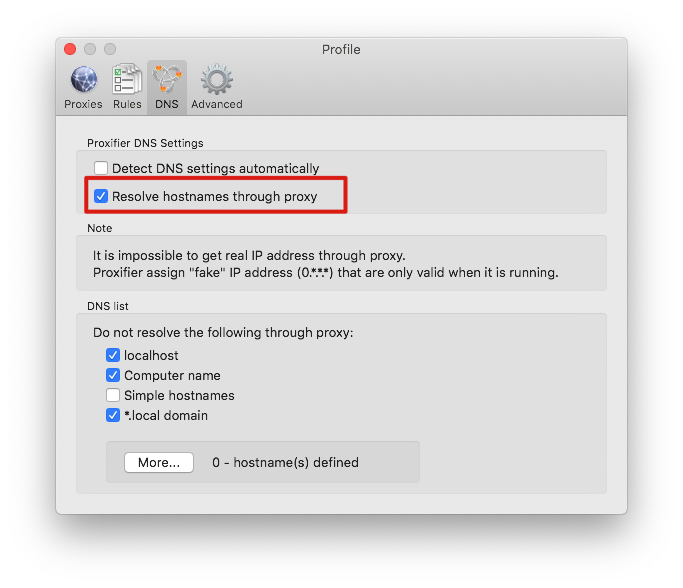 Profile
Proxies Rules DNS Advanced
Proxifier DNS Settings
Detect DNS settings automatically
Resolve hostnames through proxy
Note
It is impossible to get real IP address through proxy.
Proxifier assign "fake" IP address (0.*.*.*) that are only valid when it is running.
DNS list
Do not resolve the following through proxy:
localhost
Computer name
Simple hostnames
*.local domain
More... 0 - hostname(s) defined